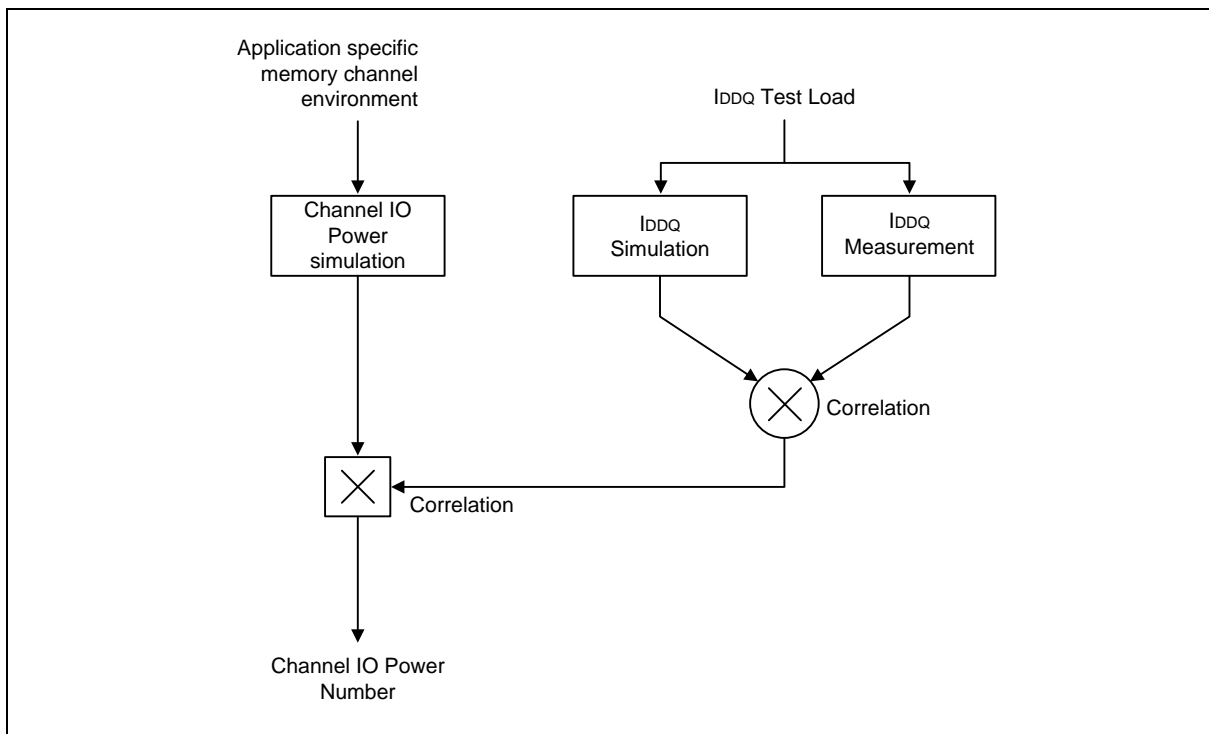 Application specific
memory channel
environment
IDDQ Test Load
Channel IO
Power
simulation
IDDQ
Simulation
IDDQ
Measurement
Correlation
Correlation
Channel IO Power
Number